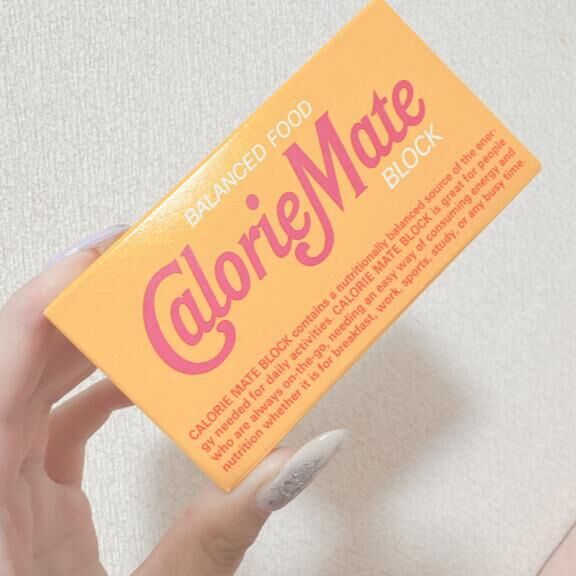 BALANCED FOOD
CalorieMate
BLOCK
CALORIE MATE BLOCK contains a nutritionally balanced source of the ener-
gy needed for daily activities. CALORIE MATE BLOCK is great for people
who are always on-the-go, needing an easy way of consuming energy and
nutrition whether it is for breakfast, work, sports, study, or any busy time.